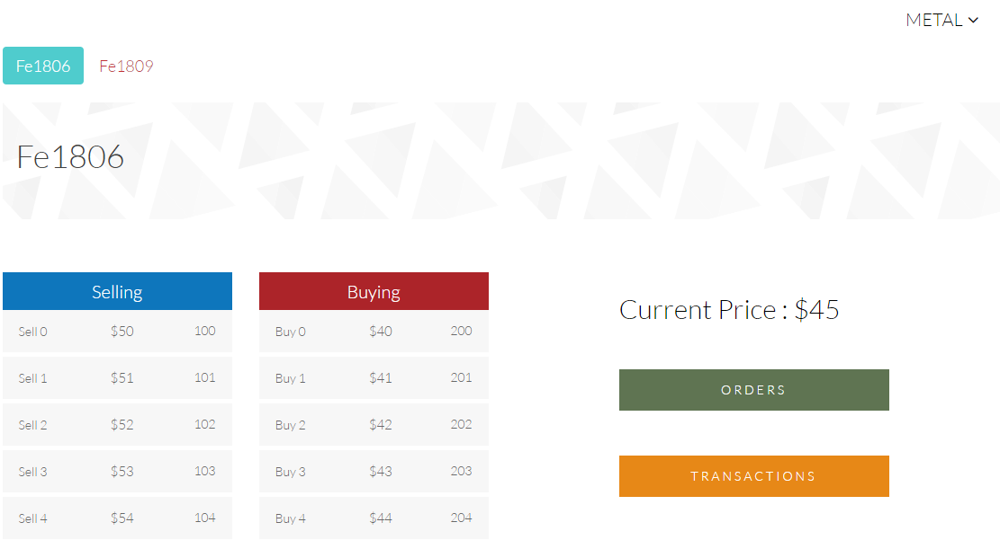 METAL
Fe1806 Fe1809
Fe1806
Selling Buying
Current Price : $45
Sell 0 $50 100 Buy 0 $40 200
Sell 1 $51 101 Buy 1 $41 201
ORDERS
Sell 2 $52 102 Buy 2 $42 202
Sell 3 $53 103 Buy 3 $43 203
TRANSACTIONS
Sell 4 $54 104 Buy 4 $44 204